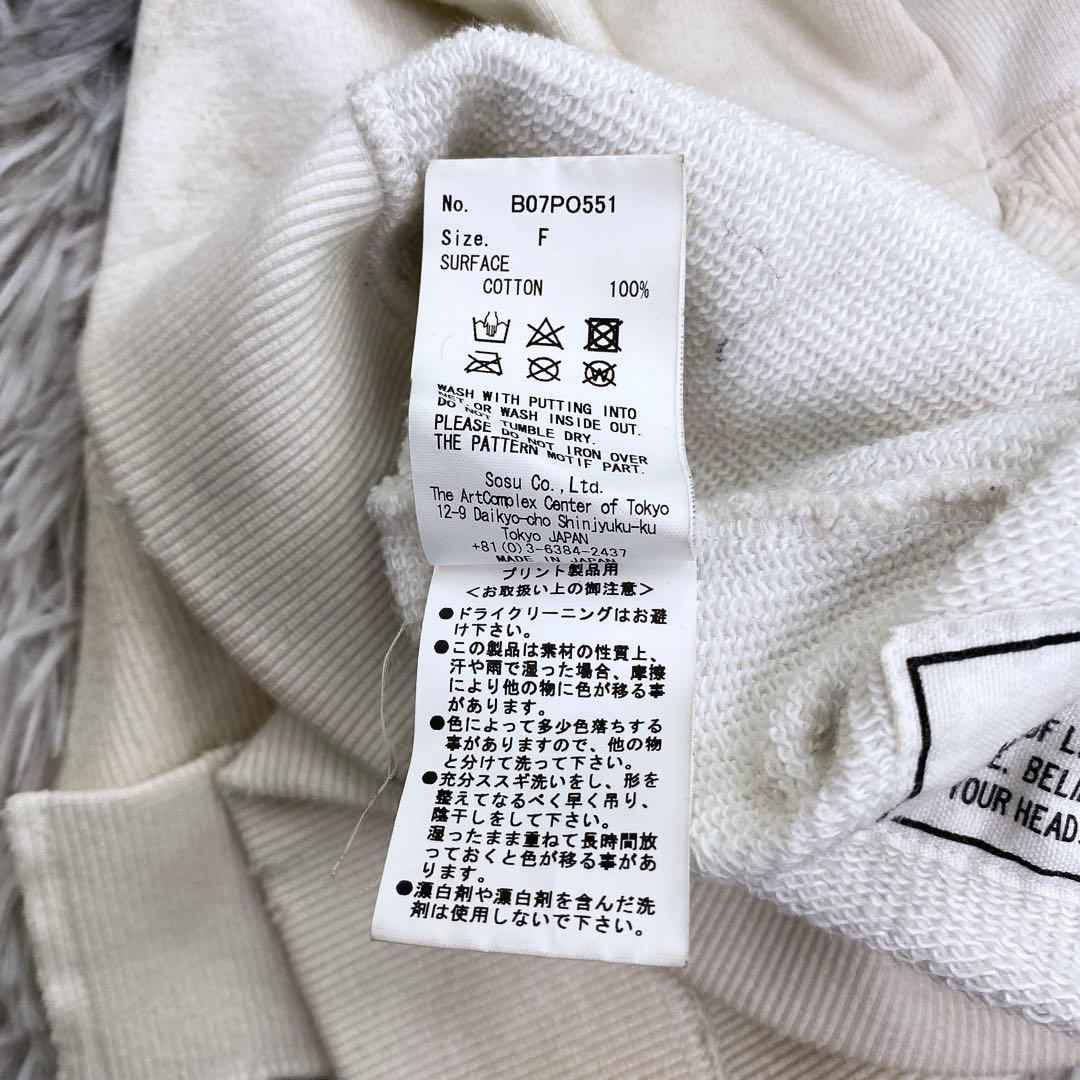 No. B07PO551
Size. F
SURFACE
COTTON 100%
WASH WITH PUTTING INTO
NET.OR WASH INSIDE OUT.
DO NOT TUMBLE DRY.
PLEASE DO NOT IRON OVER
THE PATTERN MOTIF PART.
Sosu Co.,Ltd.
The ArtComplex Center of Tokyo
12-9 Daikyo-cho Shinjyuku-ku
Tokyo JAPAN
+81(0)3-6384-2437
MADE IN JAPAN
プリント製品用
<お取扱い上の御注意>
●ドライクリーニングはお避
け下さい。
●この製品は素材の性質上、
汗や雨で湿った場合、摩擦
により他の物に色が移る事
があります。
●色によって多少色落ちする
事がありますので、他の物
と分けて洗って下さい。
●充分ススギ洗いをし、形を
整えてなるべく早く吊り、
陰干しをして下さい。
湿ったまま重ねて長時間放
っておくと色が移る事があ
ります。
●漂白剤や漂白剤を含んだ洗
剤は使用しないで下さい。
OF
YOUR